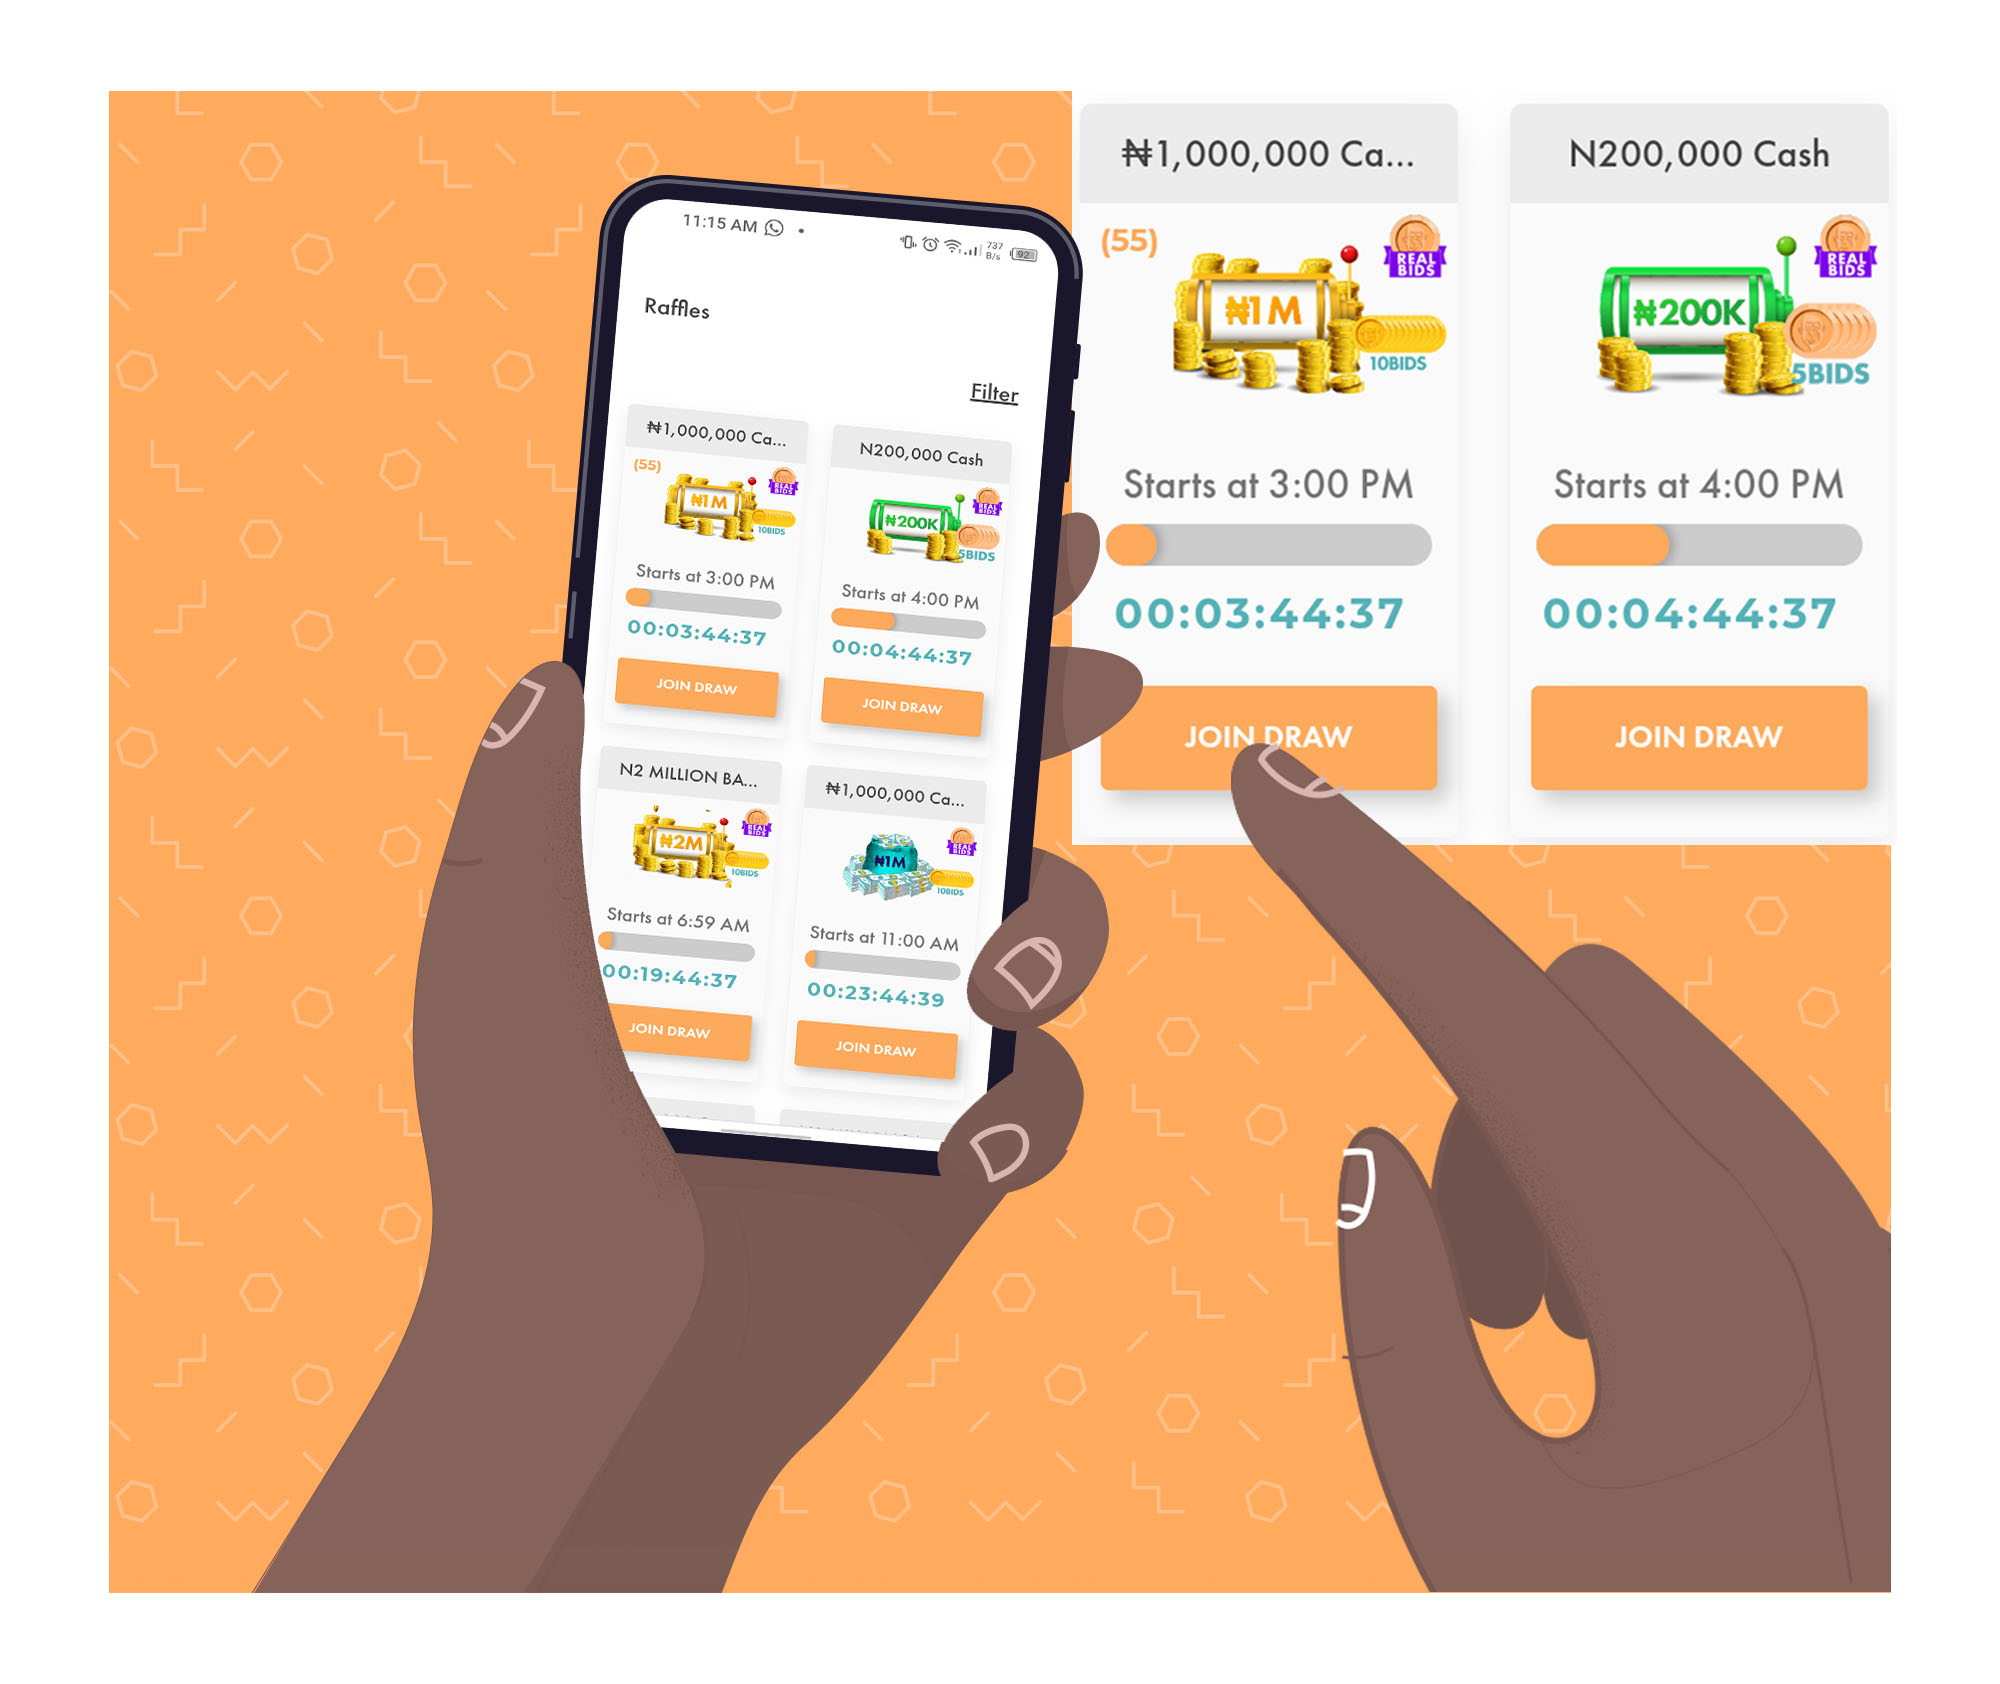 11:15 AM
737
B/s
92
Raffles
Filter
₦1,000,000 Ca...
(55)
₦1M
REAL
BIDS
10BIDS
Starts at 3:00 PM
00:03:44:37
JOIN DRAW
N200,000 Cash
₦200K
REAL
BIDS
5BIDS
Starts at 4:00 PM
00:04:44:37
JOIN DRAW
N2 MILLION BA...
₦2M
REAL
BIDS
10BIDS
Starts at 6:59 AM
00:19:44:37
JOIN DRAW
₦1,000,000 Ca...
₦1M
REAL
BIDS
10BIDS
Starts at 11:00 AM
00:23:44:39
JOIN DRAW
₦1,000,000 Ca...
(55)
₦1M
REAL
BIDS
10BIDS
Starts at 3:00 PM
00:03:44:37
JOIN DRAW
N200,000 Cash
₦200K
REAL
BIDS
5BIDS
Starts at 4:00 PM
00:04:44:37
JOIN DRAW